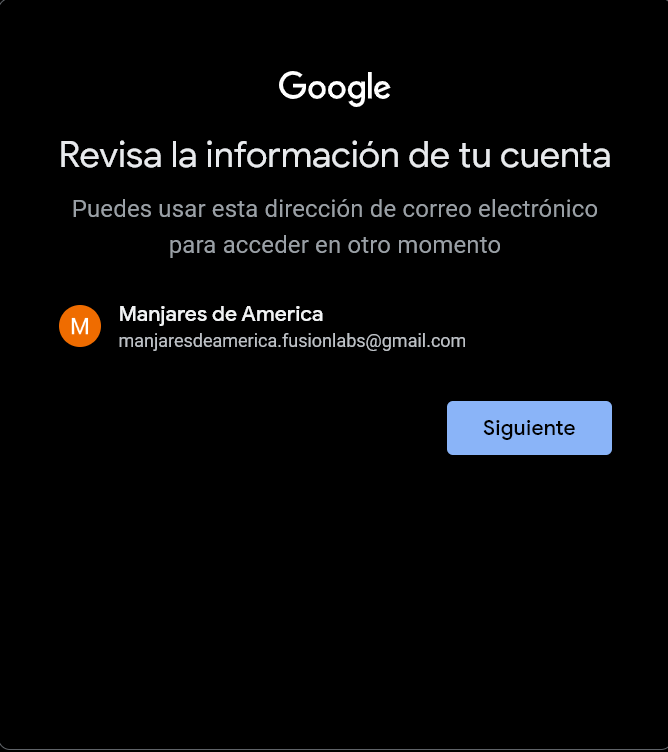 Google
Revisa la información de tu cuenta
Puedes usar esta dirección de correo electrónico
para acceder en otro momento
M
Manjares de America
manjaresdeamerica.fusionlabs@gmail.com
Siguiente